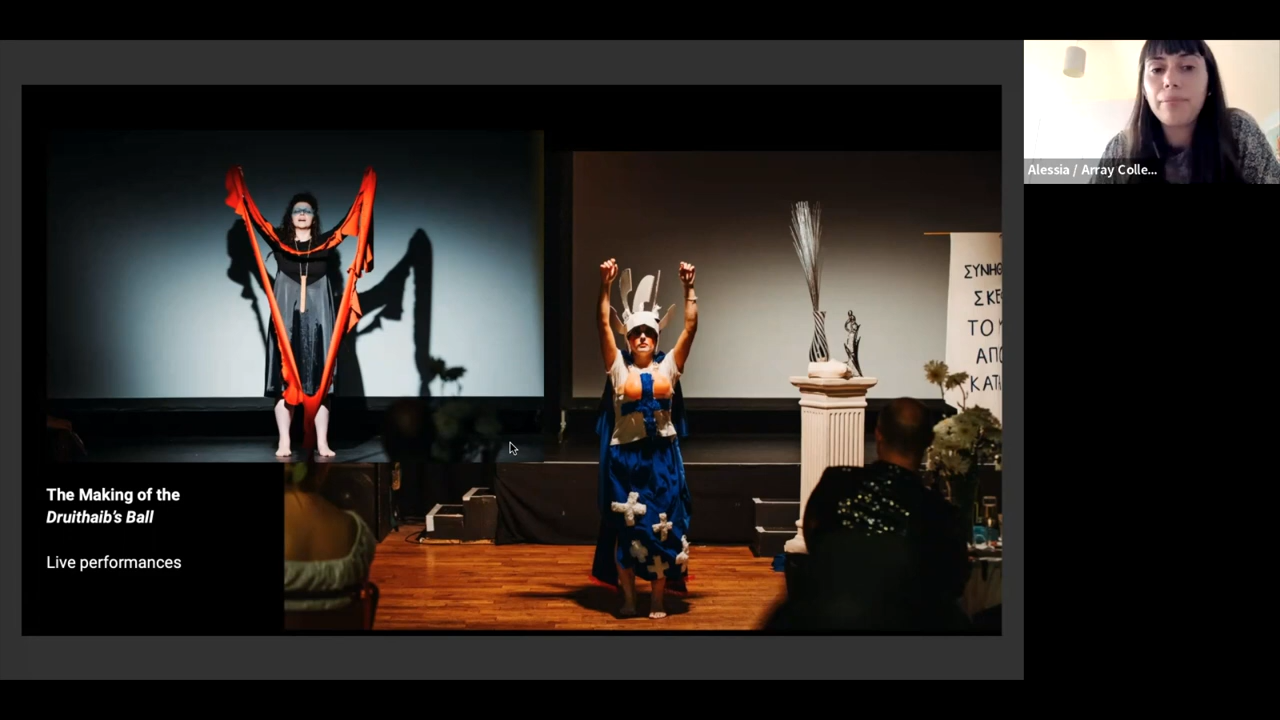 The Making of the
Druithaib's Ball
Live performances
ΣΥΝΗΘ
ΣΚΕ
ΤΟ
ΑΠΟ
ΚΑΤ
Alessia / Array Colle...